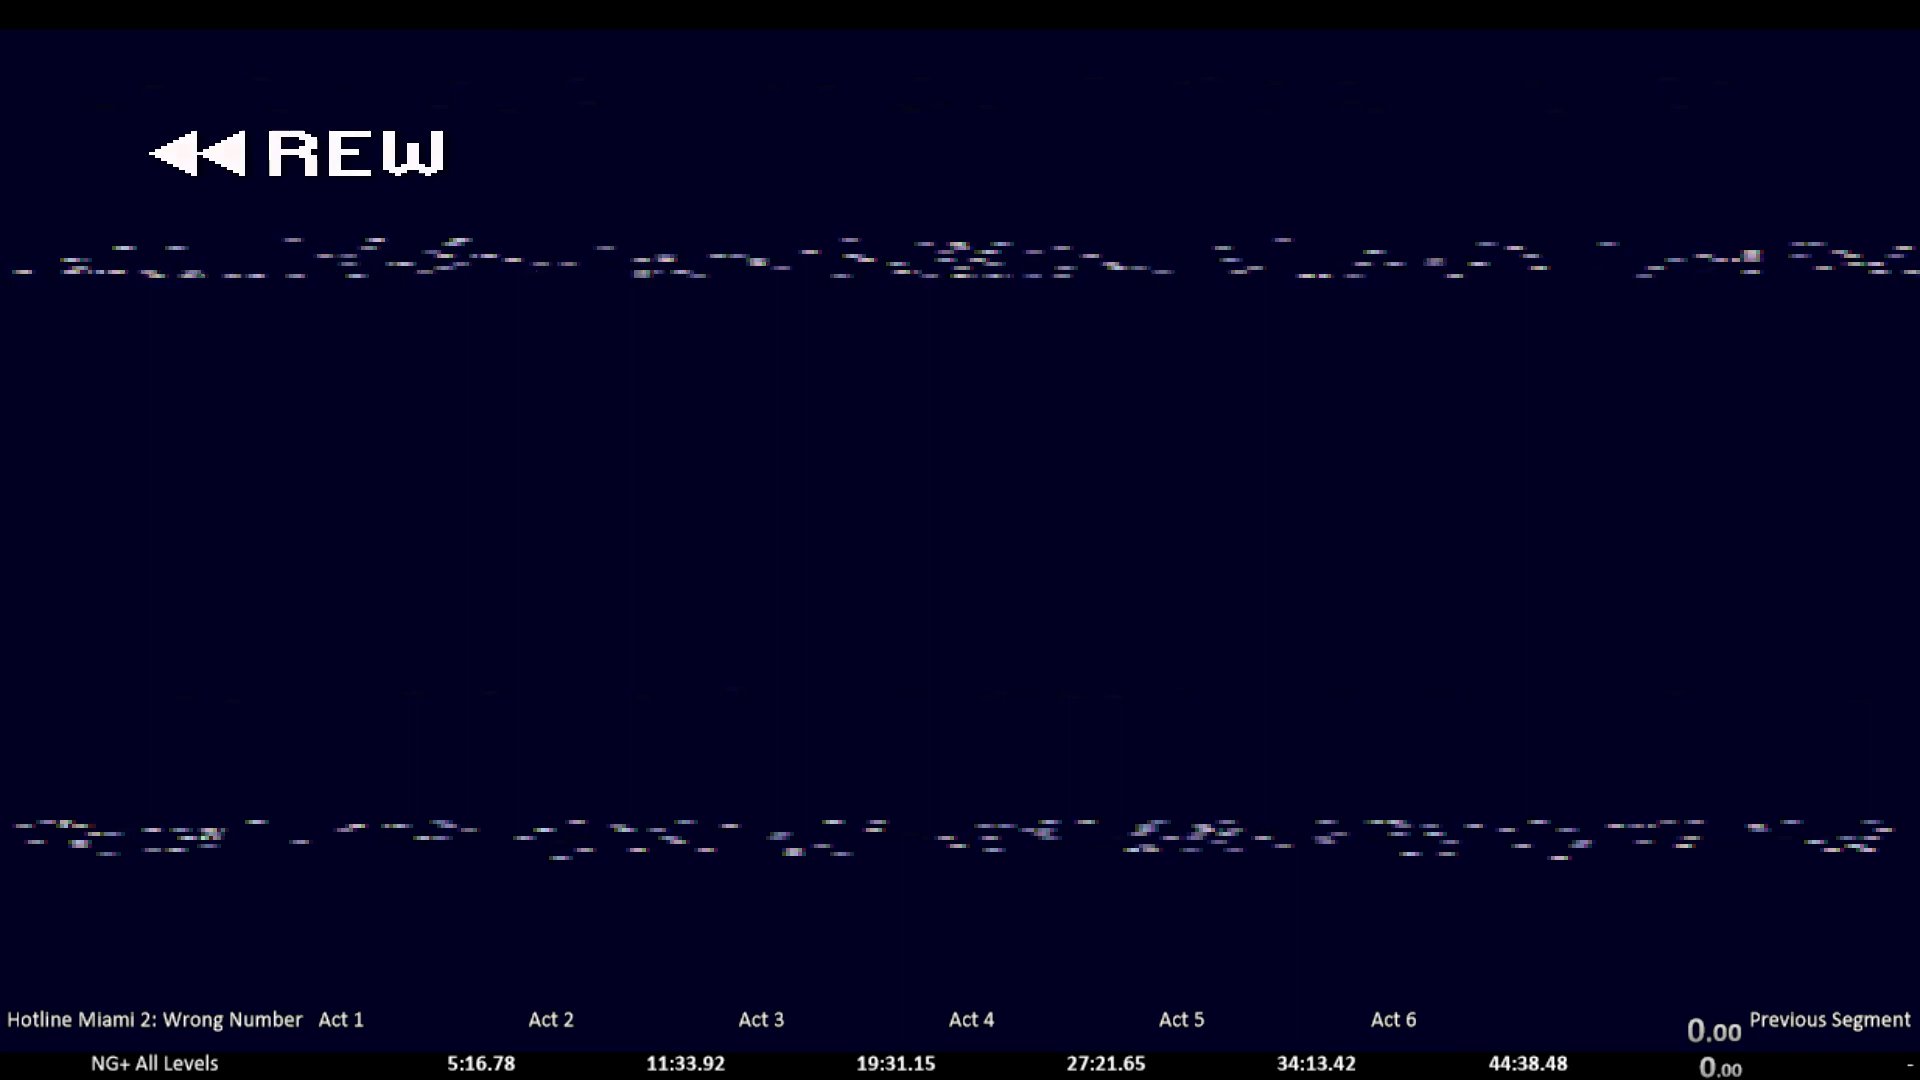 REW
Hotline Miami 2: Wrong Number Act 1 Act 2 Act 3 Act 4 Act 5 Act 6 0.00 Previous Segment
NG+ All Levels 5:16.78 11:33.92 19:31.15 27:21.65 34:13.42 44:38.48 0.00 -